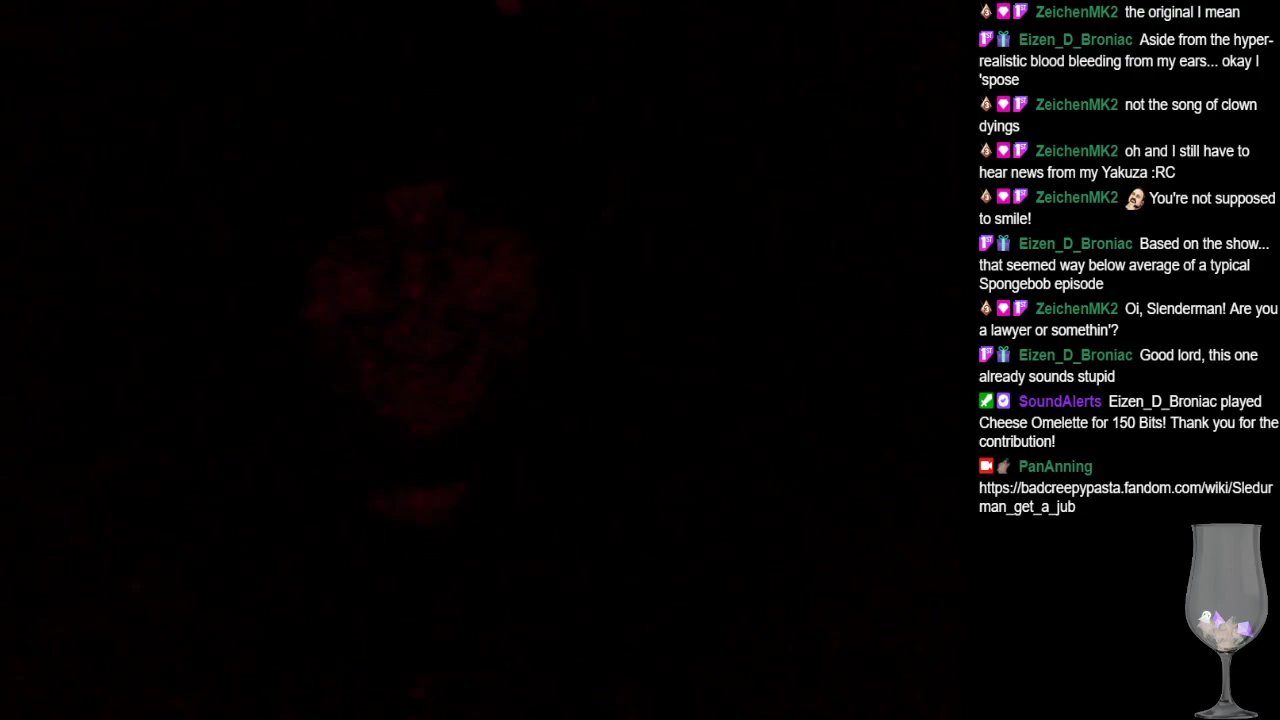 ZeichenMK2 the original I mean
Eizen_D_Broniac Aside from the hyper-
realistic blood bleeding from my ears... okay I
'spose
ZeichenMK2 not the song of clown
dyings
ZeichenMK2 oh and I still have to
hear news from my Yakuza :RC
ZeichenMK2 You're not supposed
to smile!
Eizen_D_Broniac Based on the show...
that seemed way below average of a typical
Spongebob episode
ZeichenMK2 Oi, Slenderman! Are you
a lawyer or somethin'?
Eizen_D_Broniac Good lord, this one
already sounds stupid
SoundAlerts Eizen_D_Broniac played
Cheese Omelette for 150 Bits! Thank you for the
contribution!
PanAnning
https://badcreepypasta.fandom.com/wiki/Sledur
man_get_a_jub